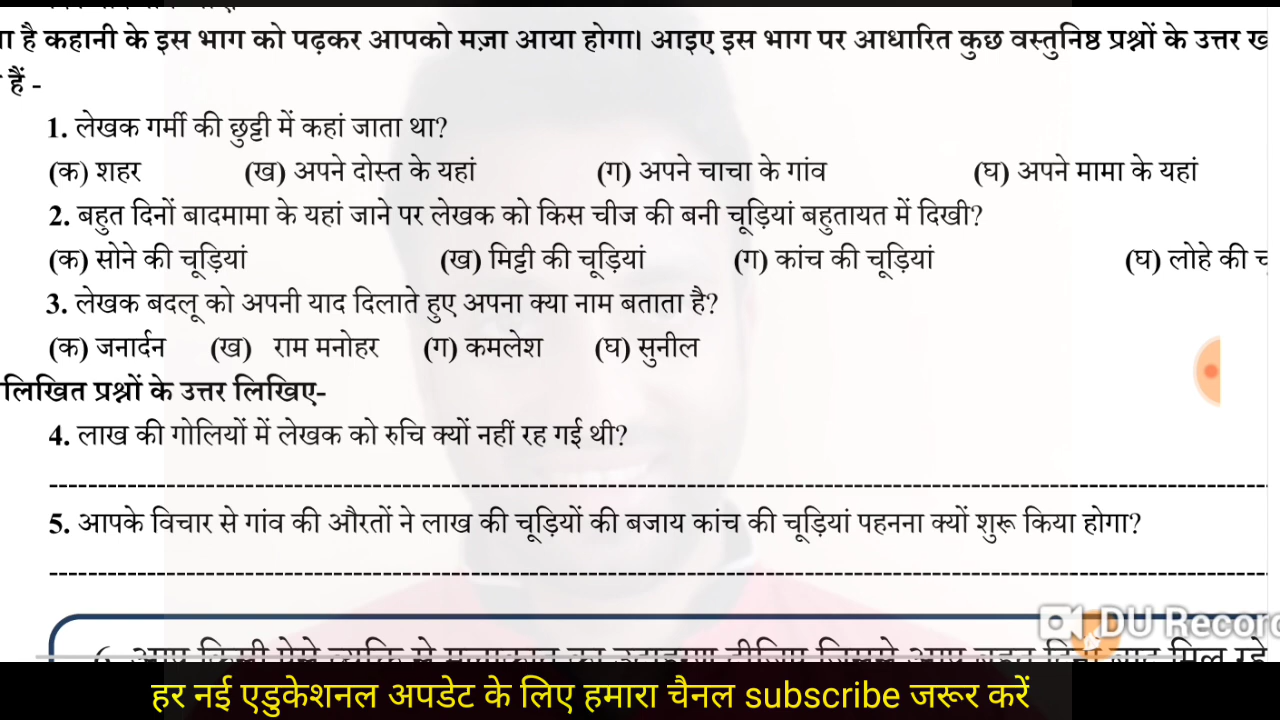 है कहानी के इस भाग को पढ़कर आपको मज़ा आया होगा। आइए इस भाग पर आधारित कुछ वस्तुनिष्ठ प्रश्नों के उत्तर
हैं -
1. लेखक गर्मी की छुट्टी में कहां जाता था?
(क) शहर (ख) अपने दोस्त के यहां (ग) अपने चाचा के गांव (घ) अपने मामा के यहां
2. बहुत दिनों बादमामा के यहां जाने पर लेखक को किस चीज की बनी चूड़ियां बहुतायत में दिखी?
(क) सोने की चूड़ियां (ख) मिट्टी की चूड़ियां (ग) कांच की चूड़ियां (घ) लोहे की
3. लेखक बदलू को अपनी याद दिलाते हुए अपना क्या नाम बताता है?
(क) जनार्दन (ख) राम मनोहर (ग) कमलेश (घ) सुनील
लिखित प्रश्नों के उत्तर लिखिए-
4. लाख की गोलियों में लेखक को रुचि क्यों नहीं रह गई थी?
5. आपके विचार से गांव की औरतों ने लाख की चूड़ियों की बजाय कांच की चूड़ियां पहनना क्यों शुरू किया होगा?
DU Recor
हर नई एडुकेशनल अपडेट के लिए हमारा चैनल subscribe जरूर करें